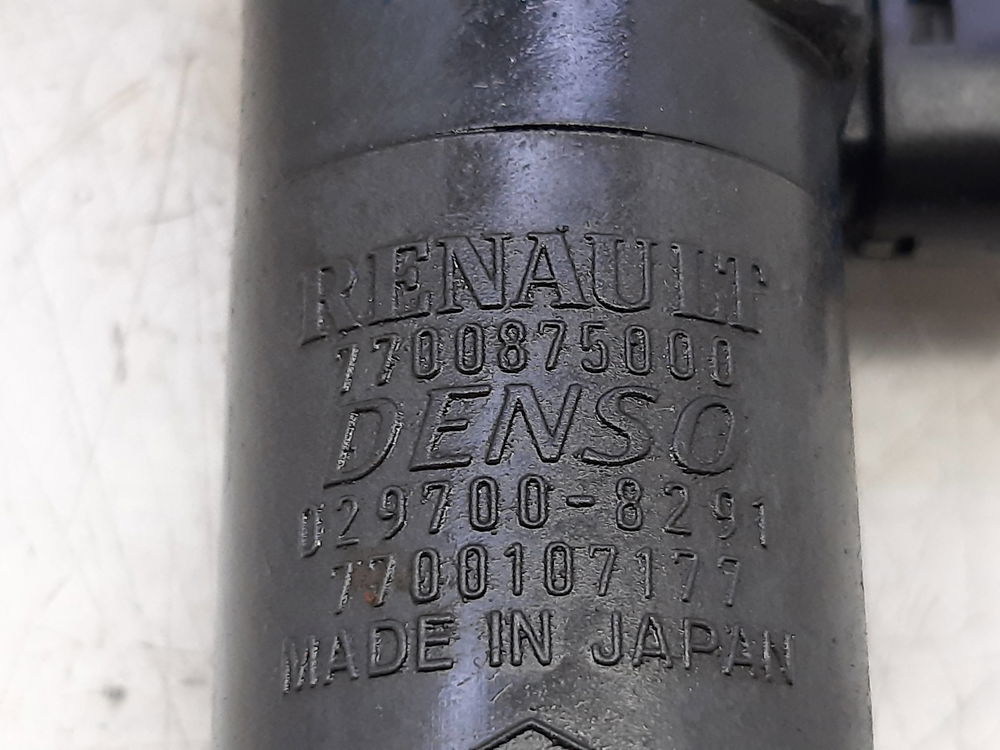 RENAULT
7700875000
DENSO
029700-8291
7700107177
MADE IN JAPAN